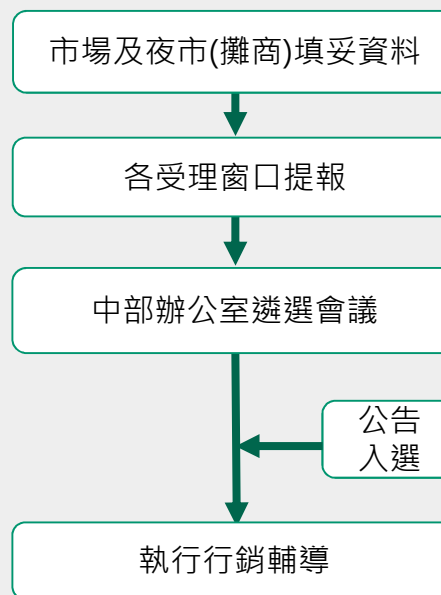 市場及夜市(攤商)填妥資料
各受理窗口提報
中部辦公室遴選會議
公告
入選
執行行銷輔導